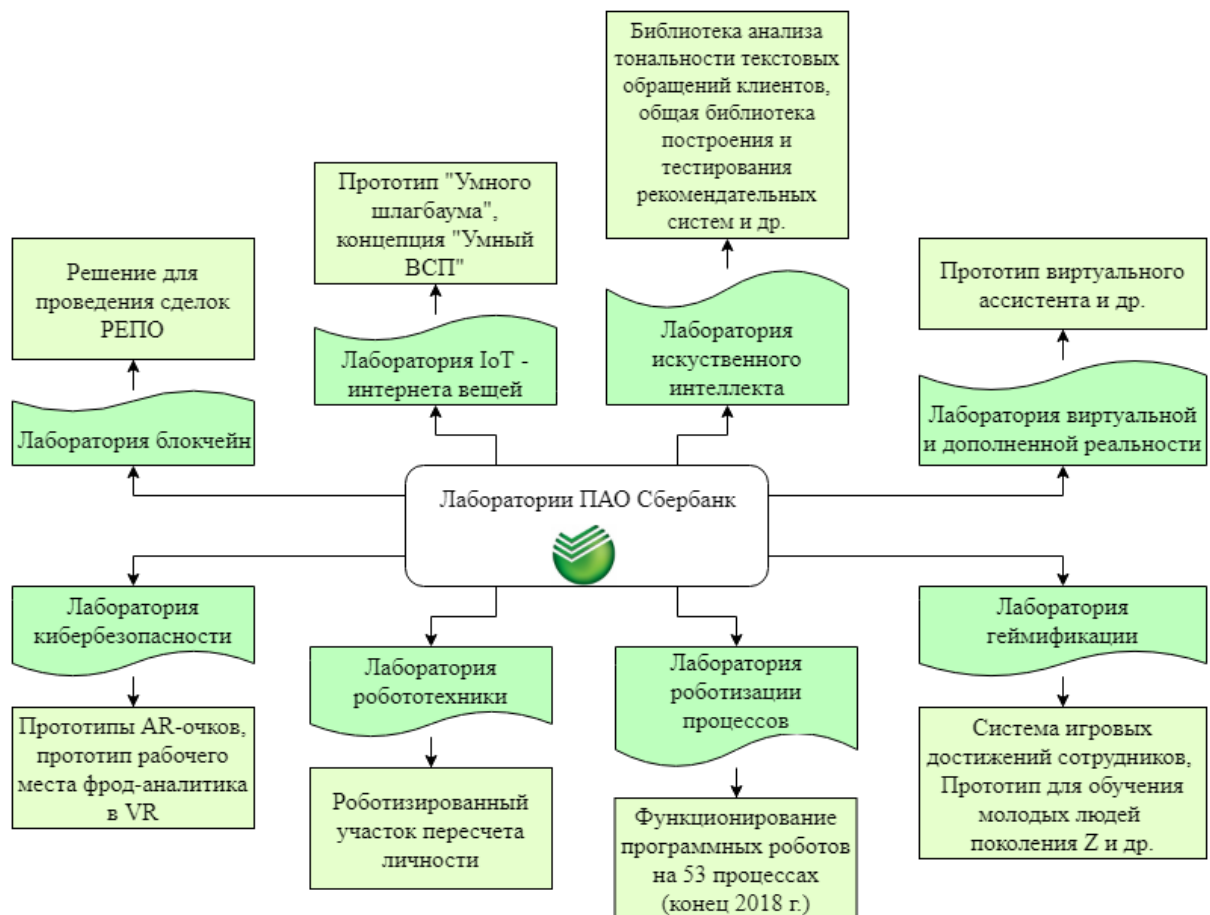 Библиотека анализа
тональности текстовых
обращений клиентов,
общая библиотека
построения и
тестирования
рекомендательных
систем и др.
Прототип "Умного
шлагбаума",
концепция "Умный
ВСП"
Решение для
проведения сделок
РЕПО
Прототип виртуального
ассистента и др.
Лаборатория блокчейн
Лаборатория IoT -
интернета вещей
Лаборатория
искуственного
интеллекта
Лаборатория виртуальной
и дополненной реальности
Лаборатории ПАО Сбербанк
Лаборатория
кибербезопасности
Лаборатория
робототехники
Лаборатория
роботизации
процессов
Лаборатория
геймификации
Прототипы AR-очков,
прототип рабочего
места фрод-аналитика
в VR
Роботизированный
участок пересчета
личности
Функционирование
программных роботов
на 53 процессах
(конец 2018 г.)
Система игровых
достижений сотрудников,
Прототип для обучения
молодых людей
поколения Z и др.